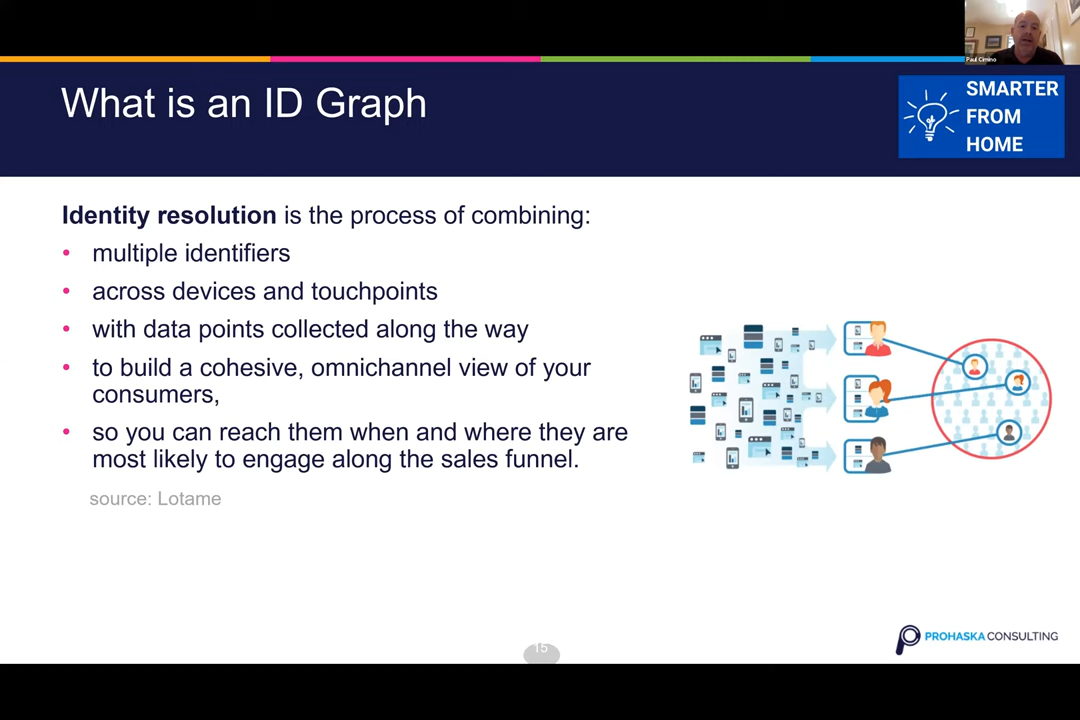 Paul Cimino
What is an ID Graph
SMARTER
FROM
HOME
Identity resolution is the process of combining:
• multiple identifiers
• across devices and touchpoints
• with data points collected along the way
• to build a cohesive, omnichannel view of your
consumers,
• so you can reach them when and where they are
most likely to engage along the sales funnel.
source: Lotame
15
PROHASKA CONSULTING